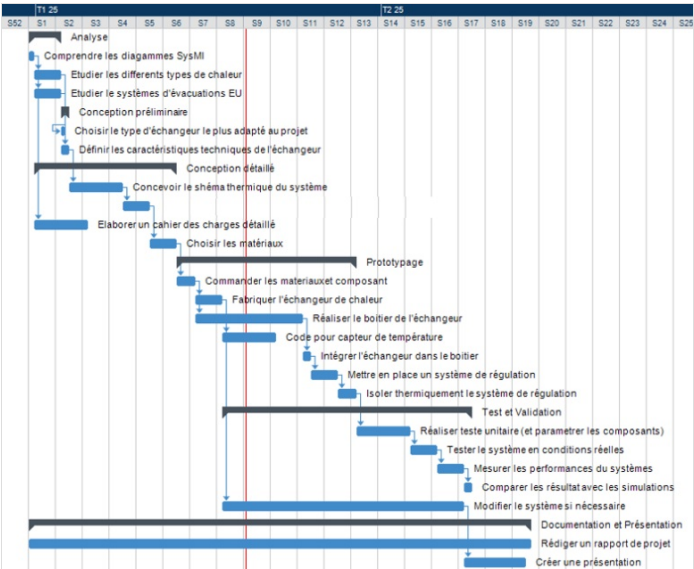 T1 25 T2 25
S52 S1 S2 S3 S4 S5 S6 S7 S8 S9 S10 S11 S12 S13 S14 S15 S16 S17 S18 S19 S20 S21 S22 S23 S24 S25
Analyse
Comprendre les diagammes SysMl
Etudier les differents types de chaleur
Etudier le systèmes d'évacuations EU
Conception préliminaire
Choisir le type d'échangeur le plus adapté au projet
Définir les caractéristiques techniques de l'échangeur
Conception détaillé
Concevoir le shéma thermique du système
Elaborer un cahier des charges détaillé
Choisir les matériaux
Prototypage
Commander les materiauxet composant
Fabriquer l'échangeur de chaleur
Réaliser le boitier de l'échangeur
Code pour capteur de température
Intégrer l'échangeur dans le boitier
Mettre en place un système de régulation
Isoler thermiquement le système de régulation
Test et Validation
Réaliser teste unitaire (et parametrer les composants)
Tester le système en conditions réelles
Mesurer les performances du systèmes
Comparer les résultat avec les simulations
Modifier le système si nécessaire
Documentation et Présentation
Rédiger un rapport de projet
Créer une présentation